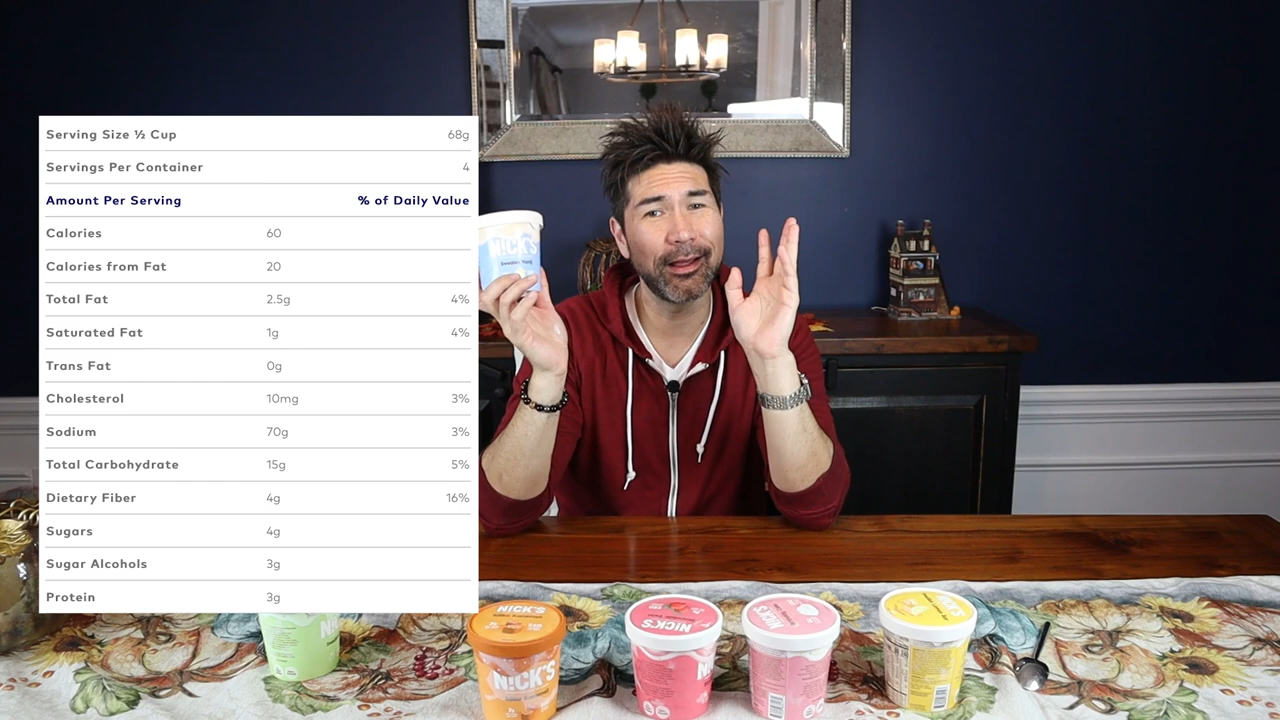 Serving Size ½ Cup 68g
Servings Per Container 4
Amount Per Serving % of Daily Value
Calories 60
Calories from Fat 20
Total Fat 2.5g 4%
Saturated Fat 1g 4%
Trans Fat 0g
Cholesterol 10mg 3%
Sodium 70g 3%
Total Carbohydrate 15g 5%
Dietary Fiber 4g 16%
Sugars 4g
Sugar Alcohols 3g
Protein 3g
N!CK'S
NICK'S
N!CK'S
NICK'S
NICK'S